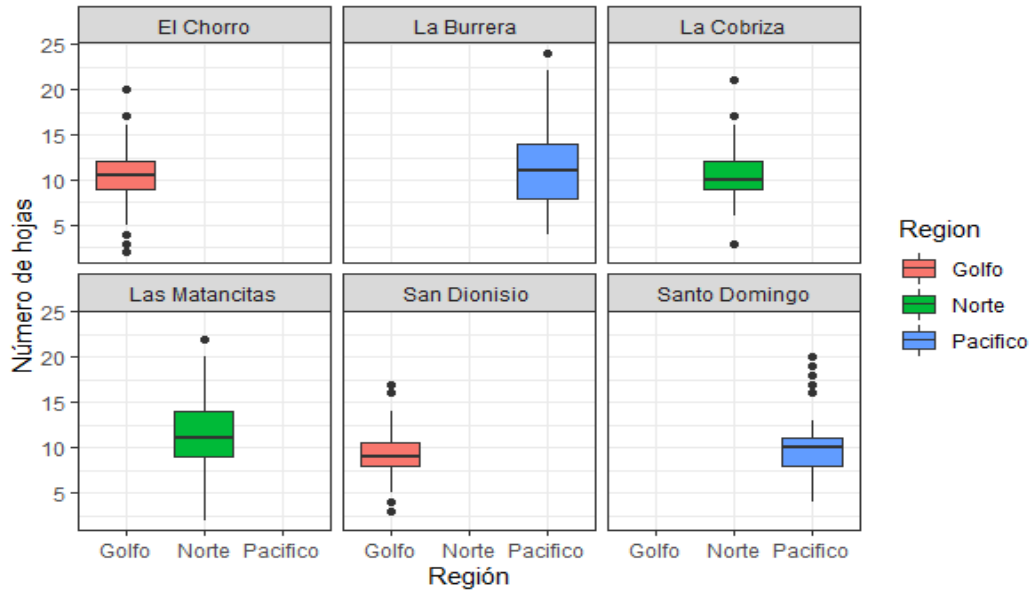 El Chorro
La Burrera
La Cobriza
25
20
15
10
5
Las Matancitas
San Dionisio
Santo Domingo
25
20
15
10
5
Número de hojas
Golfo Norte Pacifico
Golfo Norte Pacifico
Golfo Norte Pacifico
Región
Region
Golfo
Norte
Pacifico